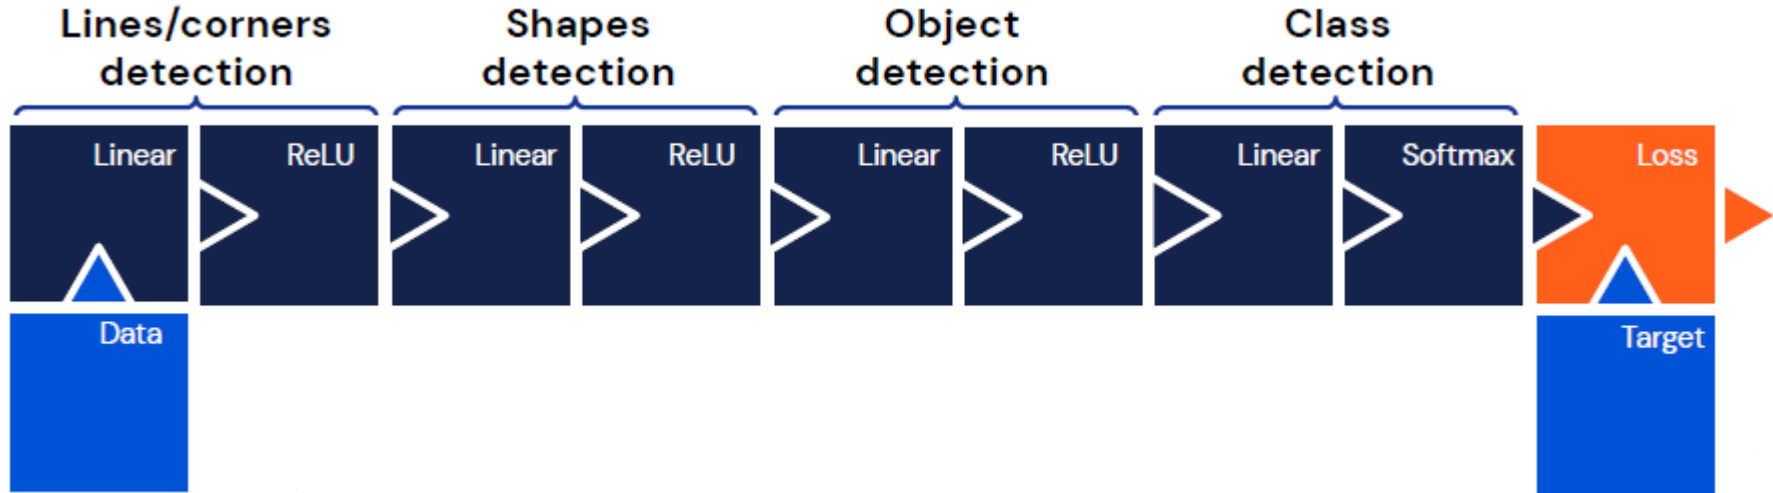 Lines/corners
detection
Shapes
detection
Object
detection
Class
detection
Linear
ReLU
Linear
ReLU
Linear
ReLU
Linear
Softmax
Loss
Data
Target